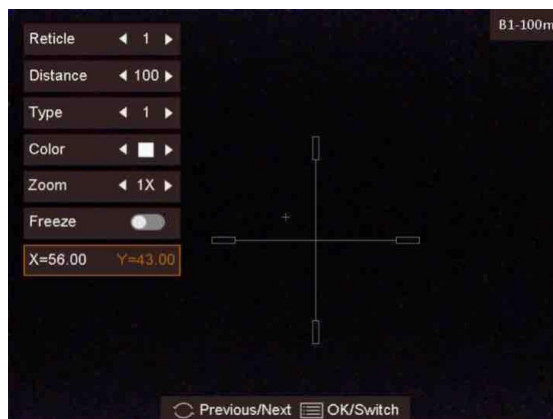 B1-100m
Reticle 1
Distance 100
Type 1
Color
Zoom 1X
Freeze
X=56.00 Y=43.00
Previous/Next OK/Switch